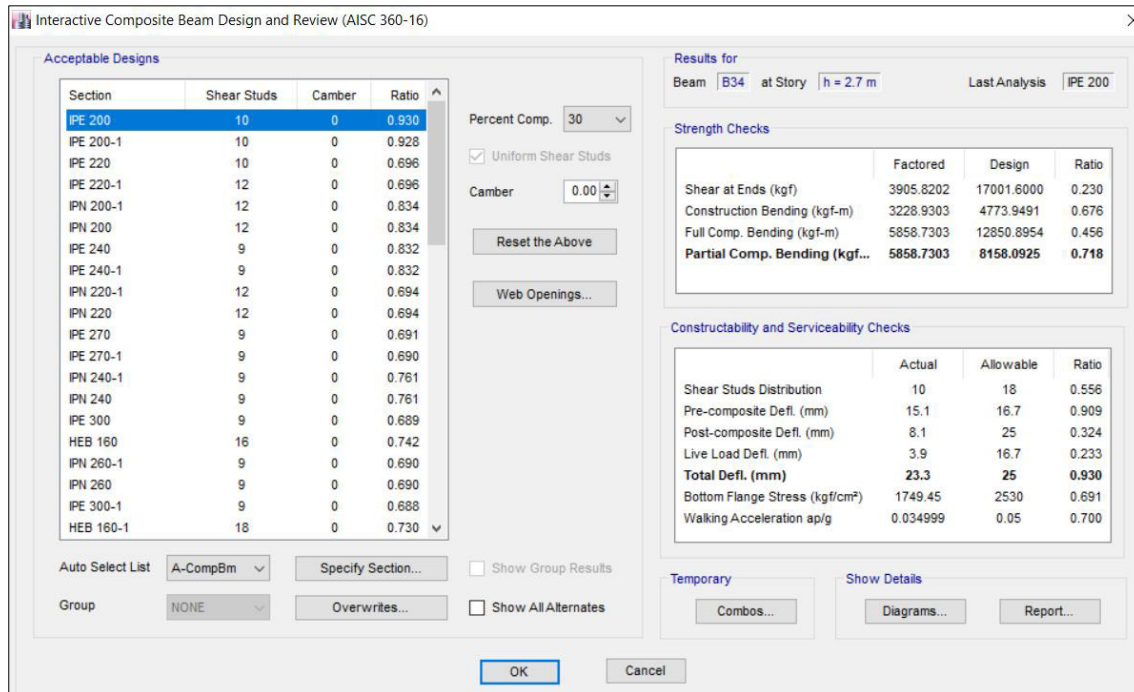 Interactive Composite Beam Design and Review (AISC 360-16)
Acceptable Designs
Section Shear Studs Camber Ratio
IPE 200 10 0 0.930
IPE 200-1 10 0 0.928
IPE 220 10 0 0.696
IPE 220-1 12 0 0.696
IPN 200-1 12 0 0.834
IPN 200 12 0 0.834
IPE 240 9 0 0.832
IPE 240-1 9 0 0.832
IPN 220-1 12 0 0.694
IPN 220 12 0 0.694
IPE 270 9 0 0.691
IPE 270-1 9 0 0.690
IPN 240-1 9 0 0.761
IPN 240 9 0 0.761
IPE 300 9 0 0.689
HEB 160 16 0 0.742
IPN 260-1 9 0 0.690
IPN 260 9 0 0.690
IPE 300-1 9 0 0.688
HEB 160-1 18 0 0.730
Auto Select List A-CompBm Specify Section...
Group NONE Overwrites...
Percent Comp. 30
Uniform Shear Studs
Camber 0.00
Reset the Above
Web Openings...
Show Group Results
Show All Alternates
Results for
Beam B34 at Story h = 2.7 m Last Analysis IPE 200
Strength Checks
Factored Design Ratio
Shear at Ends (kgf) 3905.8202 17001.6000 0.230
Construction Bending (kgf-m) 3228.9303 4773.9491 0.676
Full Comp. Bending (kgf-m) 5858.7303 12850.8954 0.456
Partial Comp. Bending (kgf... 5858.7303 8158.0925 0.718
Constructability and Serviceability Checks
Actual Allowable Ratio
Shear Studs Distribution 10 18 0.556
Pre-composite Defl. (mm) 15.1 16.7 0.909
Post-composite Defl. (mm) 8.1 25 0.324
Live Load Defl. (mm) 3.9 16.7 0.233
Total Defl. (mm) 23.3 25 0.930
Bottom Flange Stress (kgf/cm²) 1749.45 2530 0.691
Walking Acceleration ap/g 0.034999 0.05 0.700
Temporary
Combos...
Show Details
Diagrams... Report...
OK Cancel